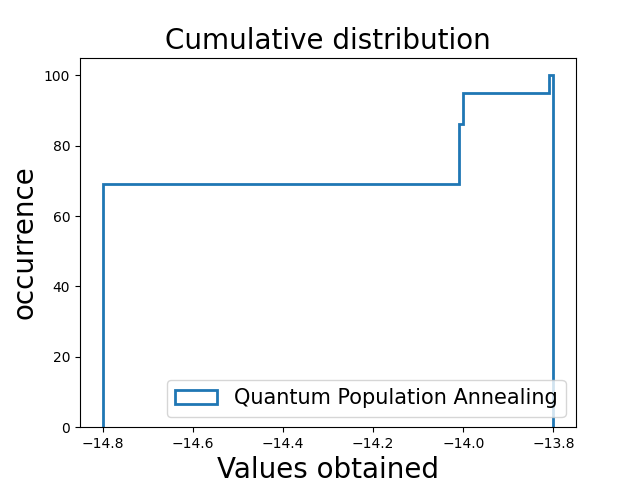 Cumulative distribution
100
80
60
40
20
0
occurrence
Quantum Population Annealing
−14.8 −14.6 −14.4 −14.2 −14.0 −13.8
Values obtained